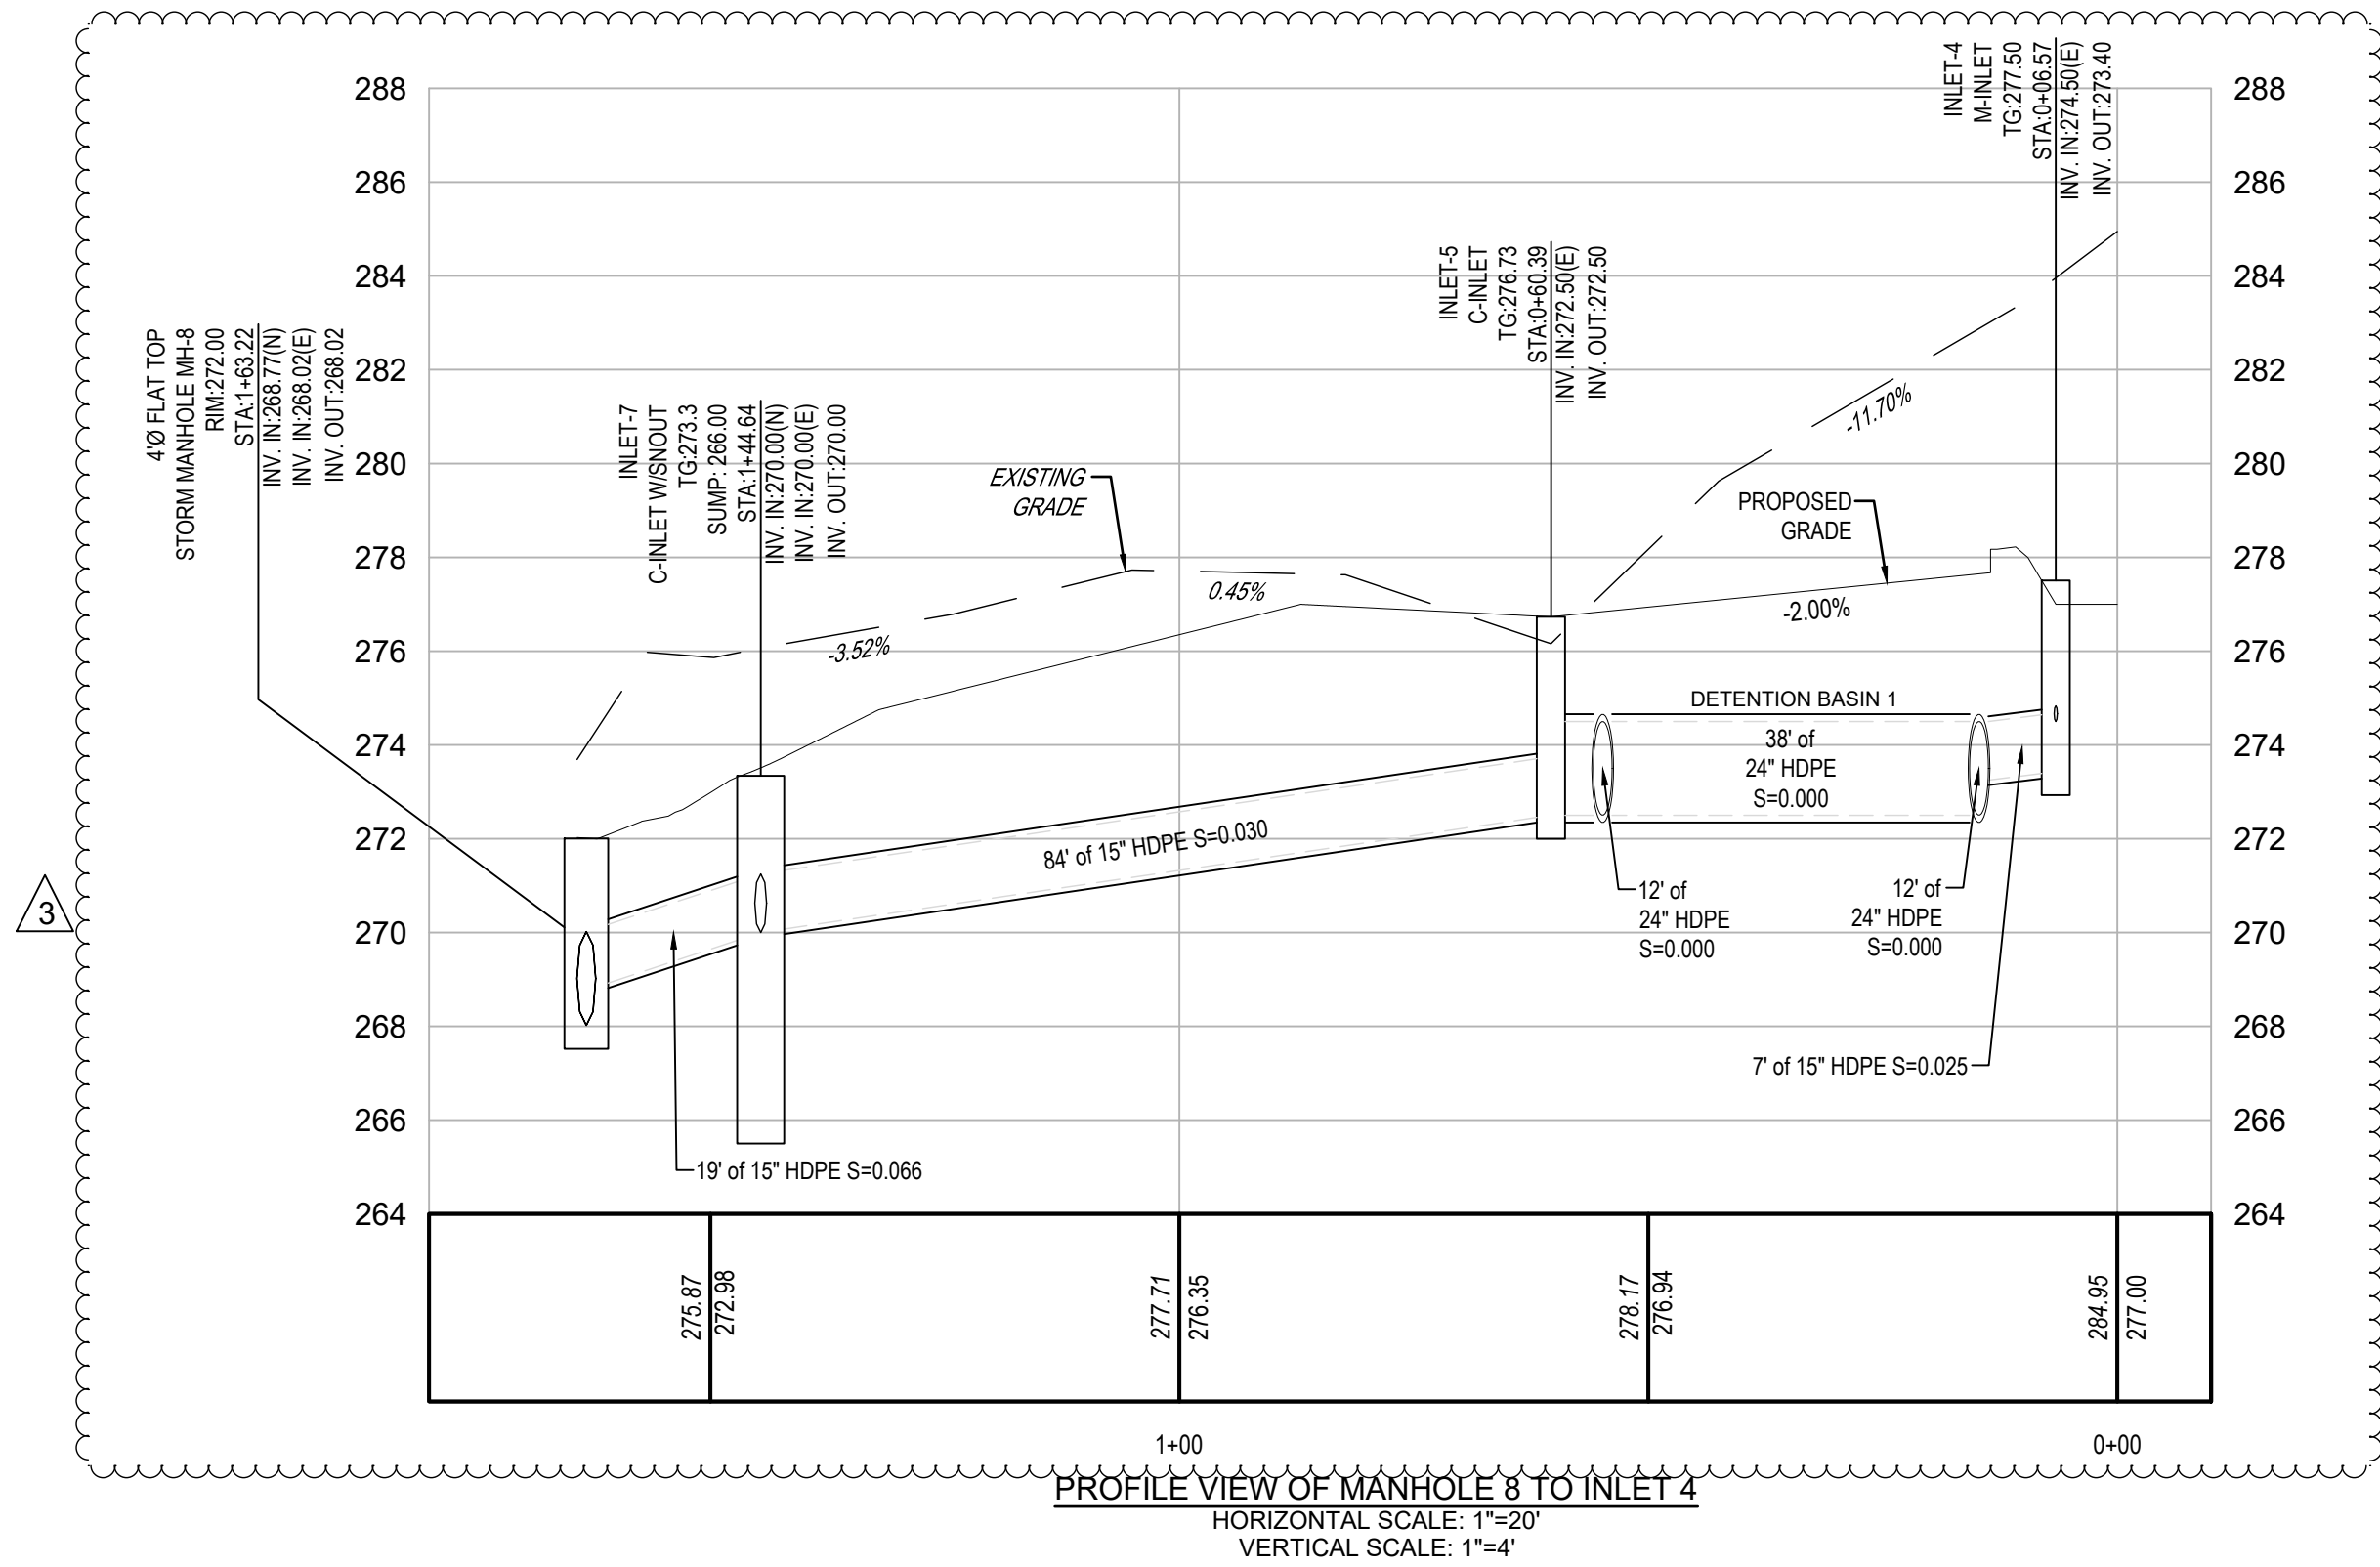 288
286
284
282
280
278
276
274
272
270
268
266
264
288
286
284
282
280
278
276
274
272
270
268
266
264
4'Ø FLAT TOP
STORM MANHOLE MH-8
RIM:272.00
STA:1+63.22
INV. IN:268.77(N)
INV. IN:268.02(E)
INV. OUT:268.02
INLET-7
C-INLET W/SNOUT
TG:273.3
SUMP: 266.00
STA:1+44.64
INV. IN:270.00(N)
INV. IN:270.00(E)
INV. OUT:270.00
INLET-5
C-INLET
TG:276.73
STA:0+60.39
INV. IN:272.50(E)
INV. OUT:272.50
INLET-4
M-INLET
TG:277.50
STA:0+06.57
INV. IN:274.50(E)
INV. OUT:273.40
EXISTING
GRADE
PROPOSED
GRADE
-3.52%
0.45%
-11.70%
-2.00%
DETENTION BASIN 1
38' of
24" HDPE
S=0.000
84' of 15" HDPE S=0.030
12' of
24" HDPE
S=0.000
12' of
24" HDPE
S=0.000
7' of 15" HDPE S=0.025
19' of 15" HDPE S=0.066
3
275.87
272.98
277.71
276.35
278.17
276.94
284.95
277.00
1+00
0+00
PROFILE VIEW OF MANHOLE 8 TO INLET 4
HORIZONTAL SCALE: 1"=20'
VERTICAL SCALE: 1"=4'